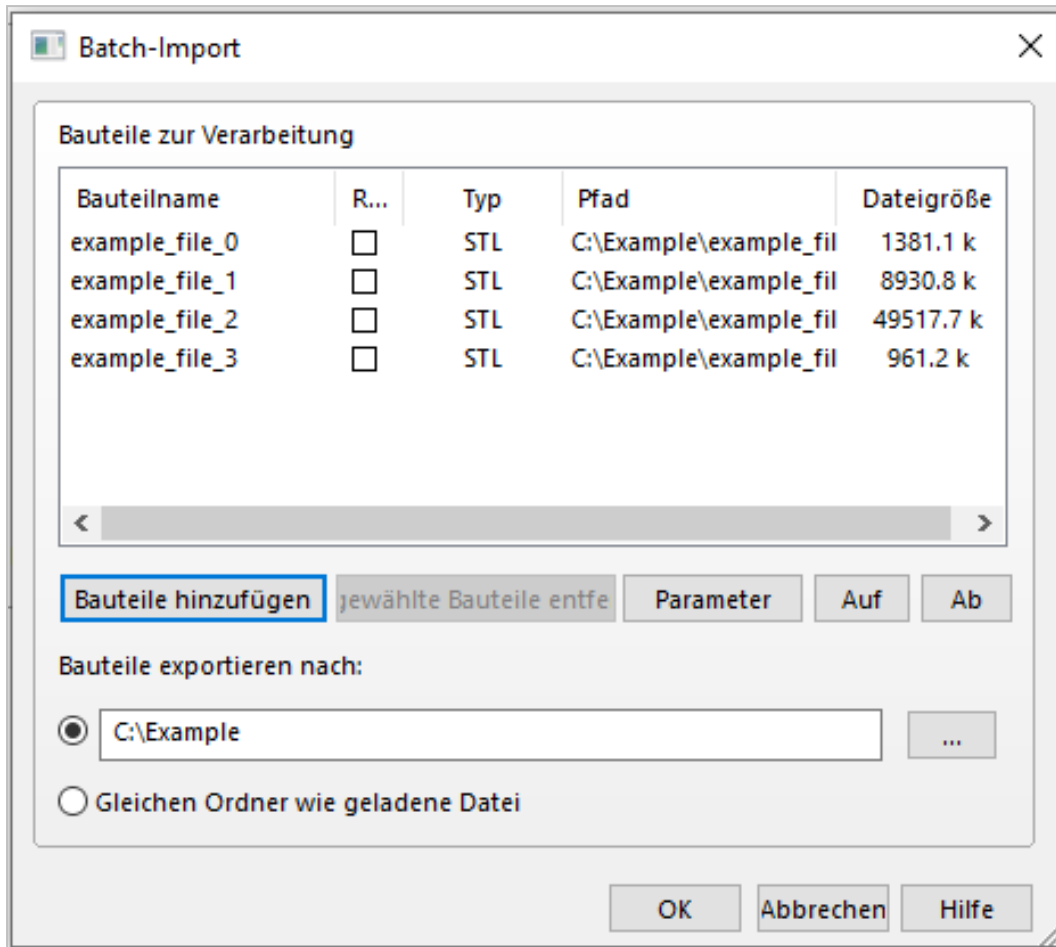 Batch-Import
Bauteile zur Verarbeitung
Bauteilname R... Typ Pfad Dateigröße
example_file_0 STL C:\Example\example_fil 1381.1 k
example_file_1 STL C:\Example\example_fil 8930.8 k
example_file_2 STL C:\Example\example_fil 49517.7 k
example_file_3 STL C:\Example\example_fil 961.2 k
Bauteile hinzufügen gewählte Bauteile entfe Parameter Auf Ab
Bauteile exportieren nach:
C:\Example ...
Gleichen Ordner wie geladene Datei
OK Abbrechen Hilfe